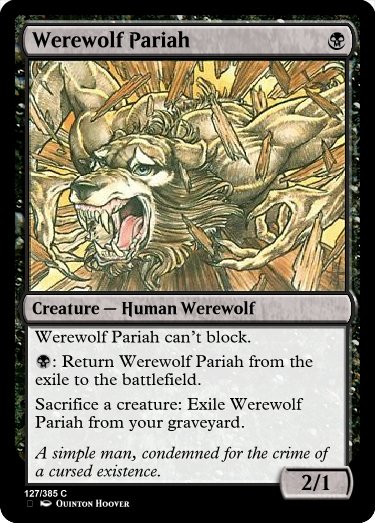 Werewolf Pariah
Creature — Human Werewolf
Werewolf Pariah can't block.
: Return Werewolf Pariah from the
exile to the battlefield.
Sacrifice a creature: Exile Werewolf
Pariah from your graveyard.
A simple man, condemned for the crime of
a cursed existence.
2/1
127/385 C
Quinton Hoover